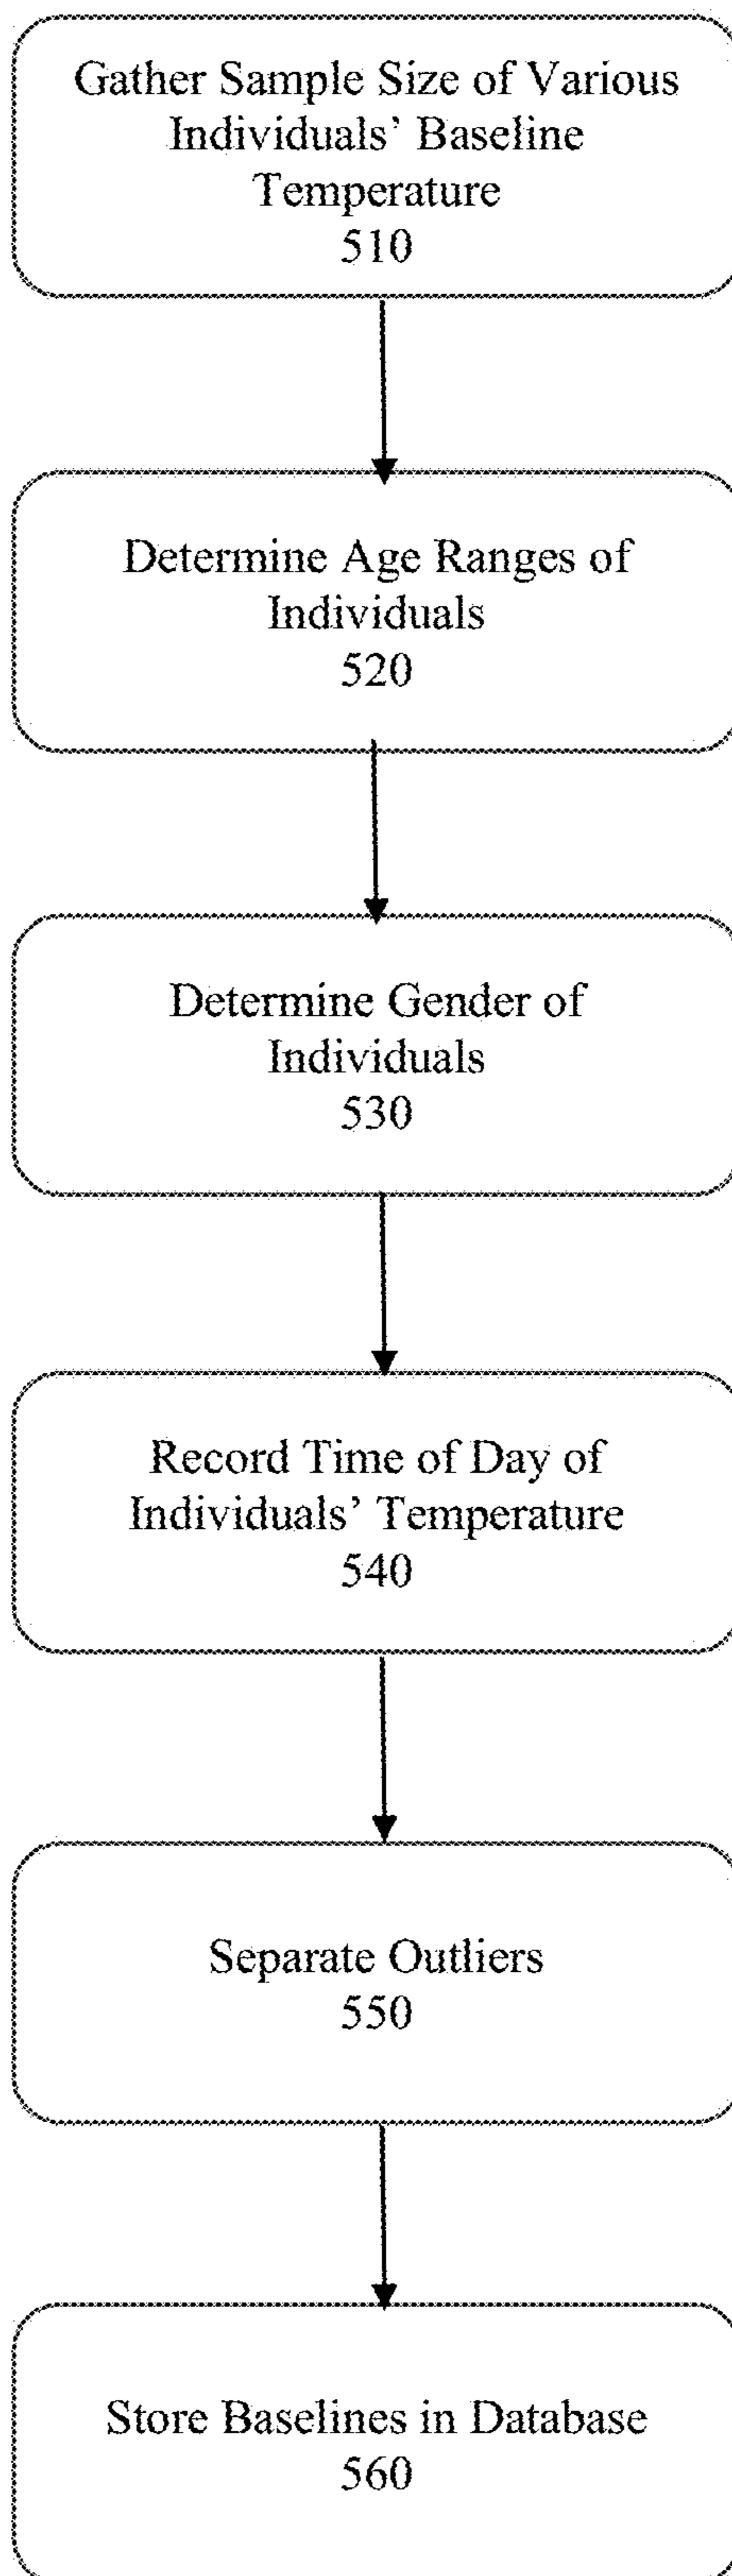 Gather Sample Size of Various
Individuals’ Baseline
Temperature
510
Determine Age Ranges of
Individuals
520
Determine Gender of
Individuals
530
Record Time of Day of
Individuals’ Temperature
540
Separate Outliers
550
Store Baselines in Database
560